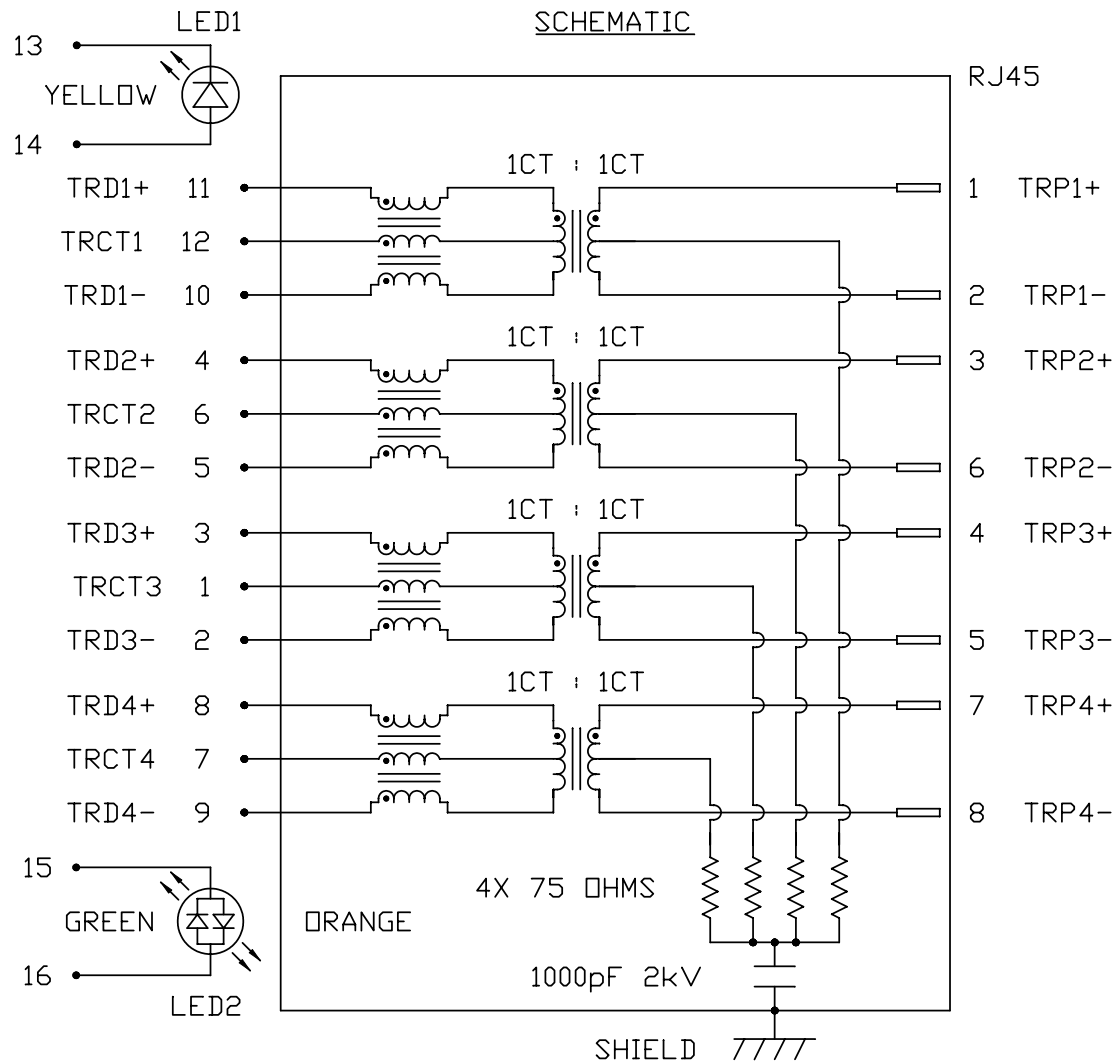 LED1 SCHEMATIC
13
RJ45
YELLOW
14
1CT : 1CT
TRD1+ 11 1 TRP1+
TRCT1 12
TRD1- 10 2 TRP1-
1CT : 1CT
TRD2+ 4 3 TRP2+
TRCT2 6
TRD2- 5 6 TRP2-
1CT : 1CT
TRD3+ 3 4 TRP3+
TRCT3 1
TRD3- 2 5 TRP3-
1CT : 1CT
TRD4+ 8 7 TRP4+
TRCT4 7
TRD4- 9 8 TRP4-
15
4X 75 OHMS
GREEN ORANGE
16
1000pF 2kV
LED2
SHIELD